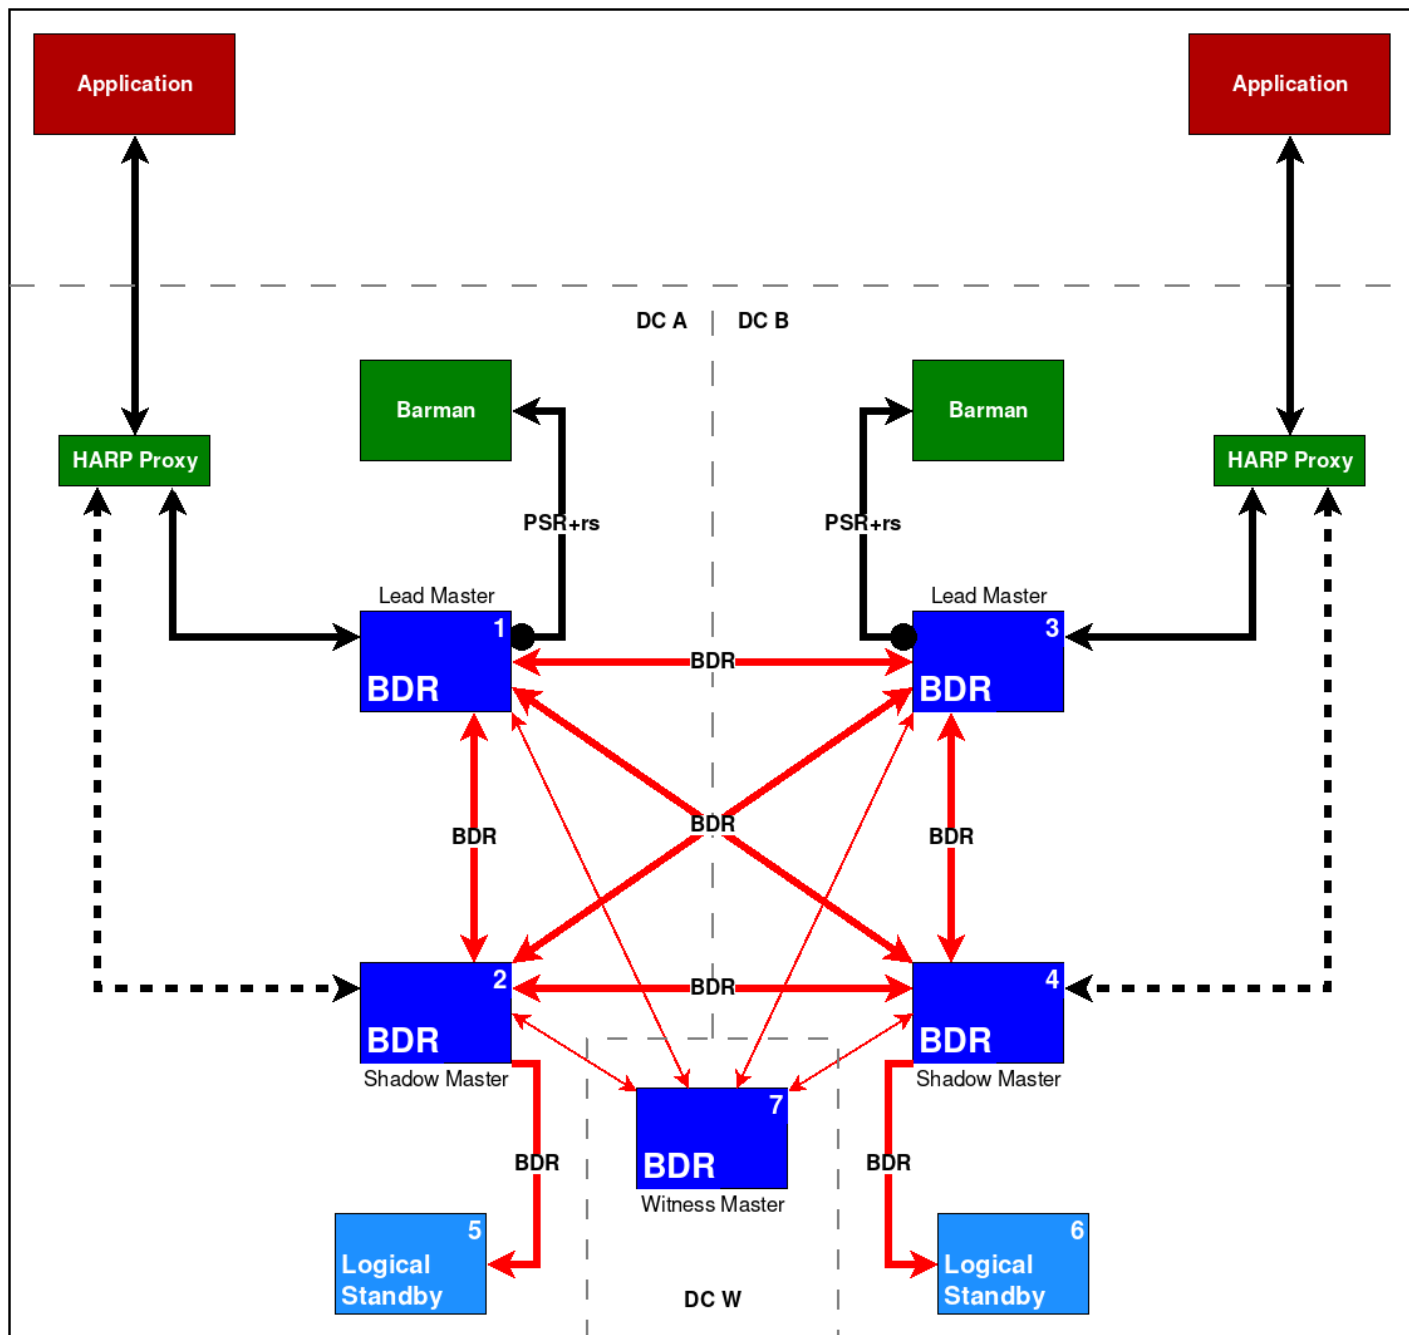 Application
Application
DC A
DC B
Barman
Barman
HARP Proxy
HARP Proxy
PSR+rs
PSR+rs
Lead Master
Lead Master
1
BDR
BDR
3
BDR
BDR
BDR
BDR
2
BDR
BDR
4
BDR
Shadow Master
Shadow Master
7
BDR
Witness Master
BDR
BDR
5
Logical
Standby
6
Logical
Standby
DC W